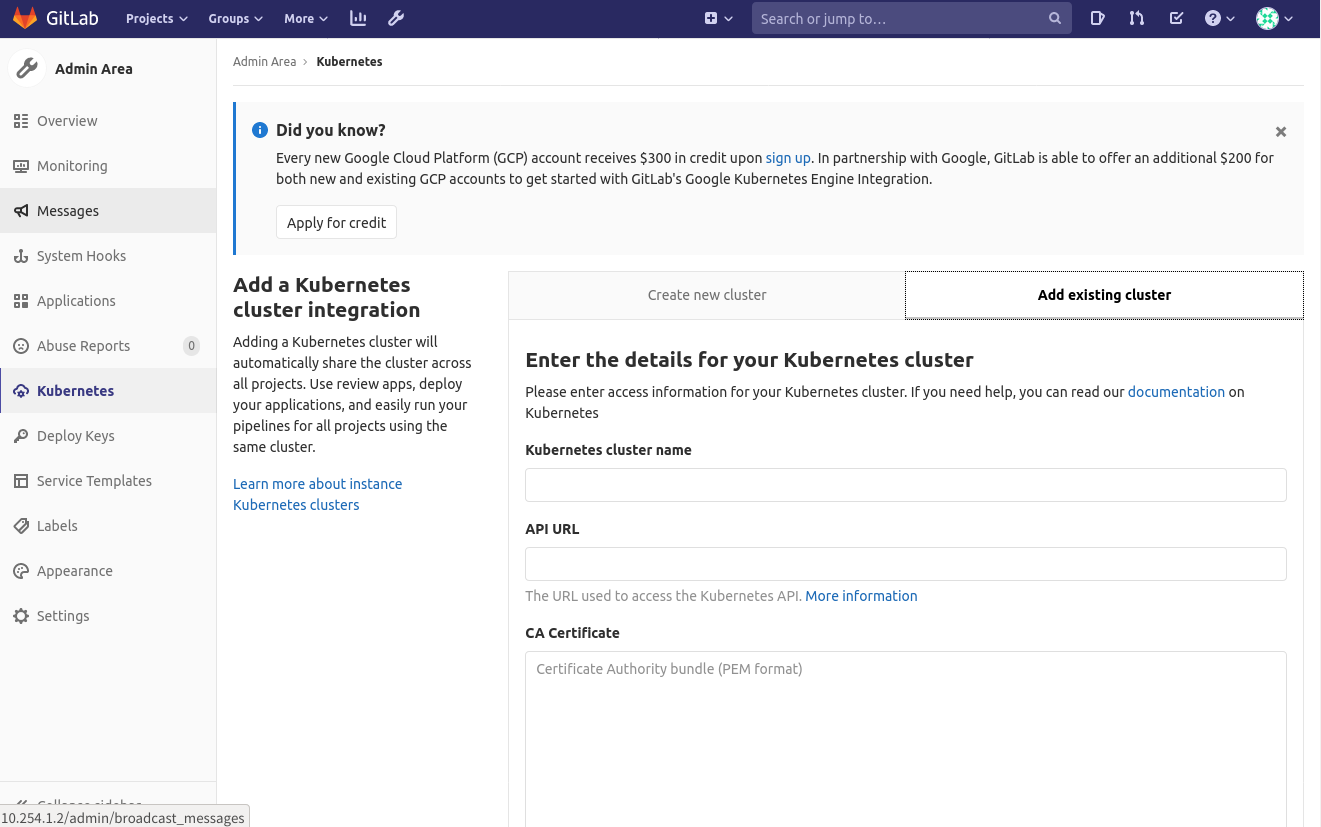 GitLab
Projects
Groups
More
Search or jump to…
Admin Area
Overview
Monitoring
Messages
System Hooks
Applications
Abuse Reports 0
Kubernetes
Deploy Keys
Service Templates
Labels
Appearance
Settings
Collapse sidebar
10.254.1.2/admin/broadcast_messages
Admin Area › Kubernetes
Did you know?
Every new Google Cloud Platform (GCP) account receives $300 in credit upon sign up. In partnership with Google, GitLab is able to offer an additional $200 for
both new and existing GCP accounts to get started with GitLab's Google Kubernetes Engine Integration.
Apply for credit
Add a Kubernetes
cluster integration
Adding a Kubernetes cluster will
automatically share the cluster across
all projects. Use review apps, deploy
your applications, and easily run your
pipelines for all projects using the
same cluster.
Learn more about instance
Kubernetes clusters
Create new cluster
Add existing cluster
Enter the details for your Kubernetes cluster
Please enter access information for your Kubernetes cluster. If you need help, you can read our documentation on
Kubernetes
Kubernetes cluster name
API URL
The URL used to access the Kubernetes API. More information
CA Certificate
Certificate Authority bundle (PEM format)